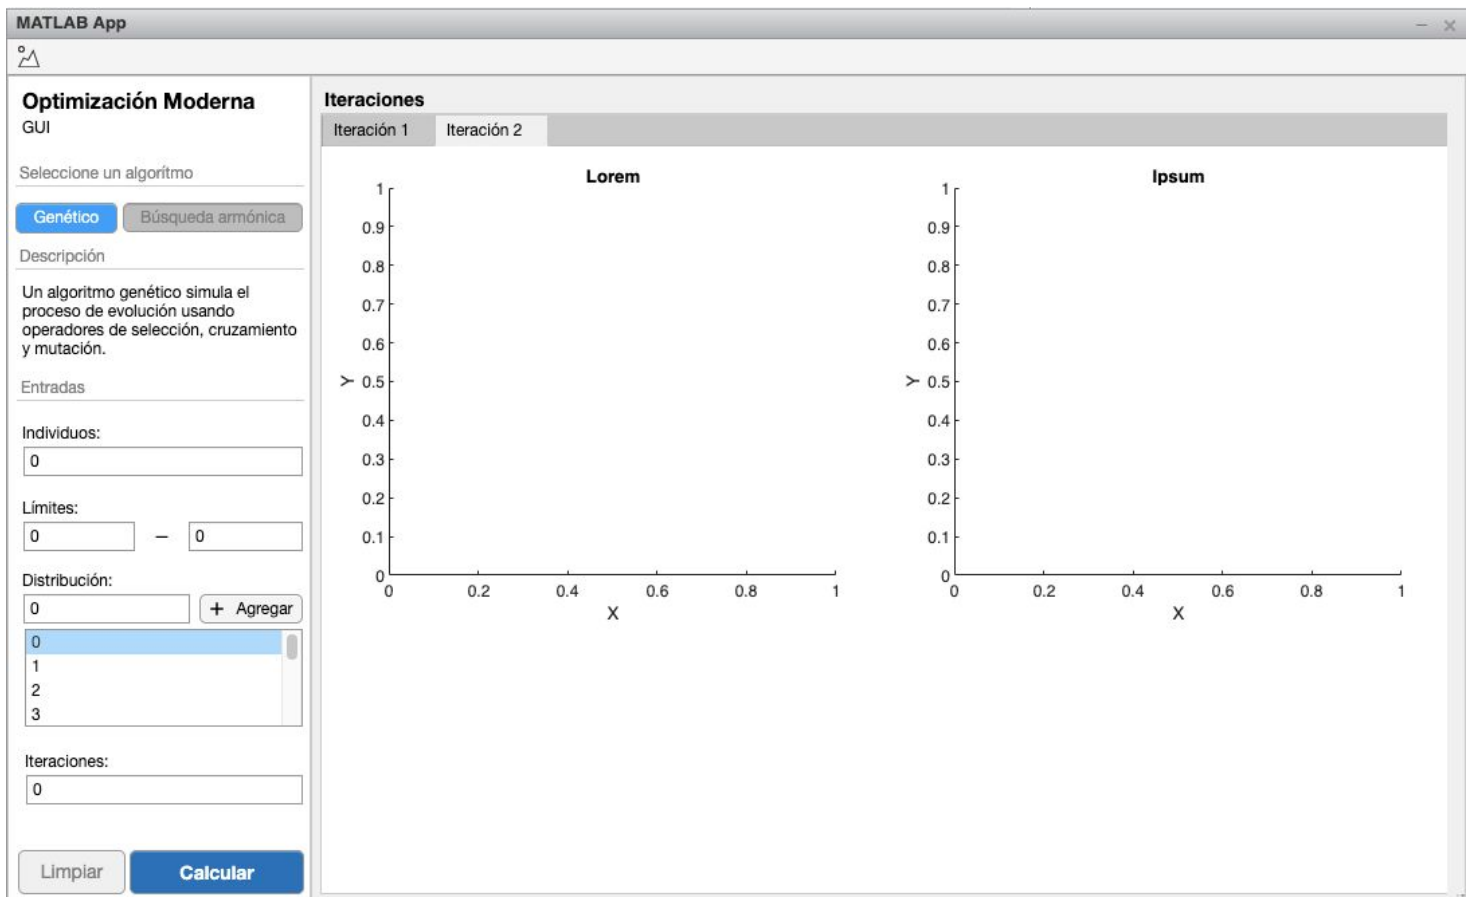 MATLAB App
Optimización Moderna
GUI
Seleccione un algorítmo
Genético Búsqueda armónica
Descripción
Un algoritmo genético simula el
proceso de evolución usando
operadores de selección, cruzamiento
y mutación.
Entradas
Individuos:
0
Límites:
0 – 0
Distribución:
0 + Agregar
0
1
2
3
Iteraciones:
0
Limpiar Calcular
Iteraciones
Iteración 1 Iteración 2
Lorem
1
0.9
0.8
0.7
0.6
Y 0.5
0.4
0.3
0.2
0.1
0
0 0.2 0.4 0.6 0.8 1
X
Ipsum
1
0.9
0.8
0.7
0.6
Y 0.5
0.4
0.3
0.2
0.1
0
0 0.2 0.4 0.6 0.8 1
X